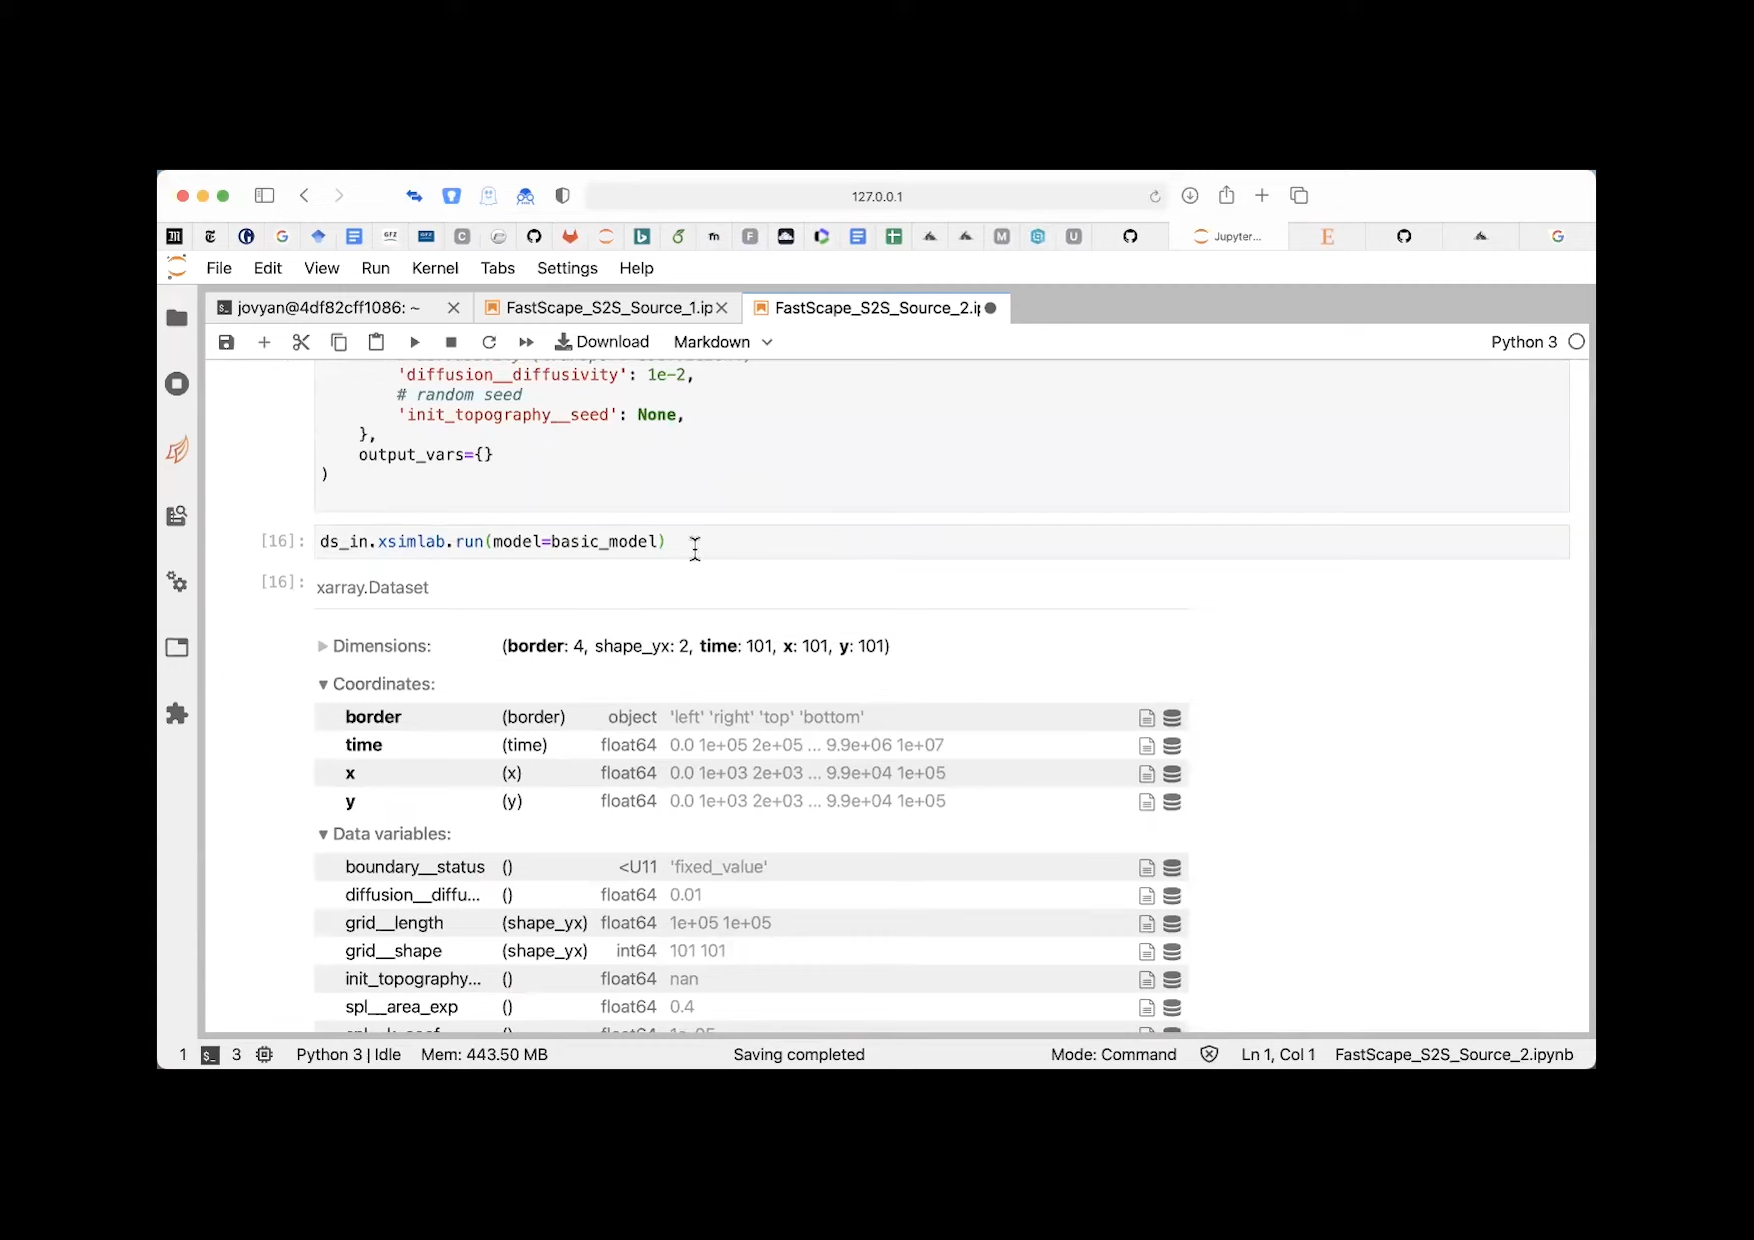 127.0.0.1
GFZ
C
m
F
M
U
Jupyter...
E
G
File Edit View Run Kernel Tabs Settings Help
jovyan@4df82cff1086: ~
FastScape_S2S_Source_1.ip
FastScape_S2S_Source_2.i
Download Markdown Python 3
'diffusion__diffusivity': 1e-2,
# random seed
'init_topography__seed': None,
},
output_vars={}
)
[16]: ds_in.xsimlab.run(model=basic_model)
[16]: xarray.Dataset
Dimensions: (border: 4, shape_yx: 2, time: 101, x: 101, y: 101)
Coordinates:
border (border) object 'left' 'right' 'top' 'bottom'
time (time) float64 0.0 1e+05 2e+05 ... 9.9e+06 1e+07
x (x) float64 0.0 1e+03 2e+03 ... 9.9e+04 1e+05
y (y) float64 0.0 1e+03 2e+03 ... 9.9e+04 1e+05
Data variables:
boundary__status () <U11 'fixed_value'
diffusion__diffu... () float64 0.01
grid__length (shape_yx) float64 1e+05 1e+05
grid__shape (shape_yx) int64 101 101
init_topography... () float64 nan
spl__area_exp () float64 0.4
1 3 Python 3 | Idle Mem: 443.50 MB Saving completed Mode: Command Ln 1, Col 1 FastScape_S2S_Source_2.ipynb